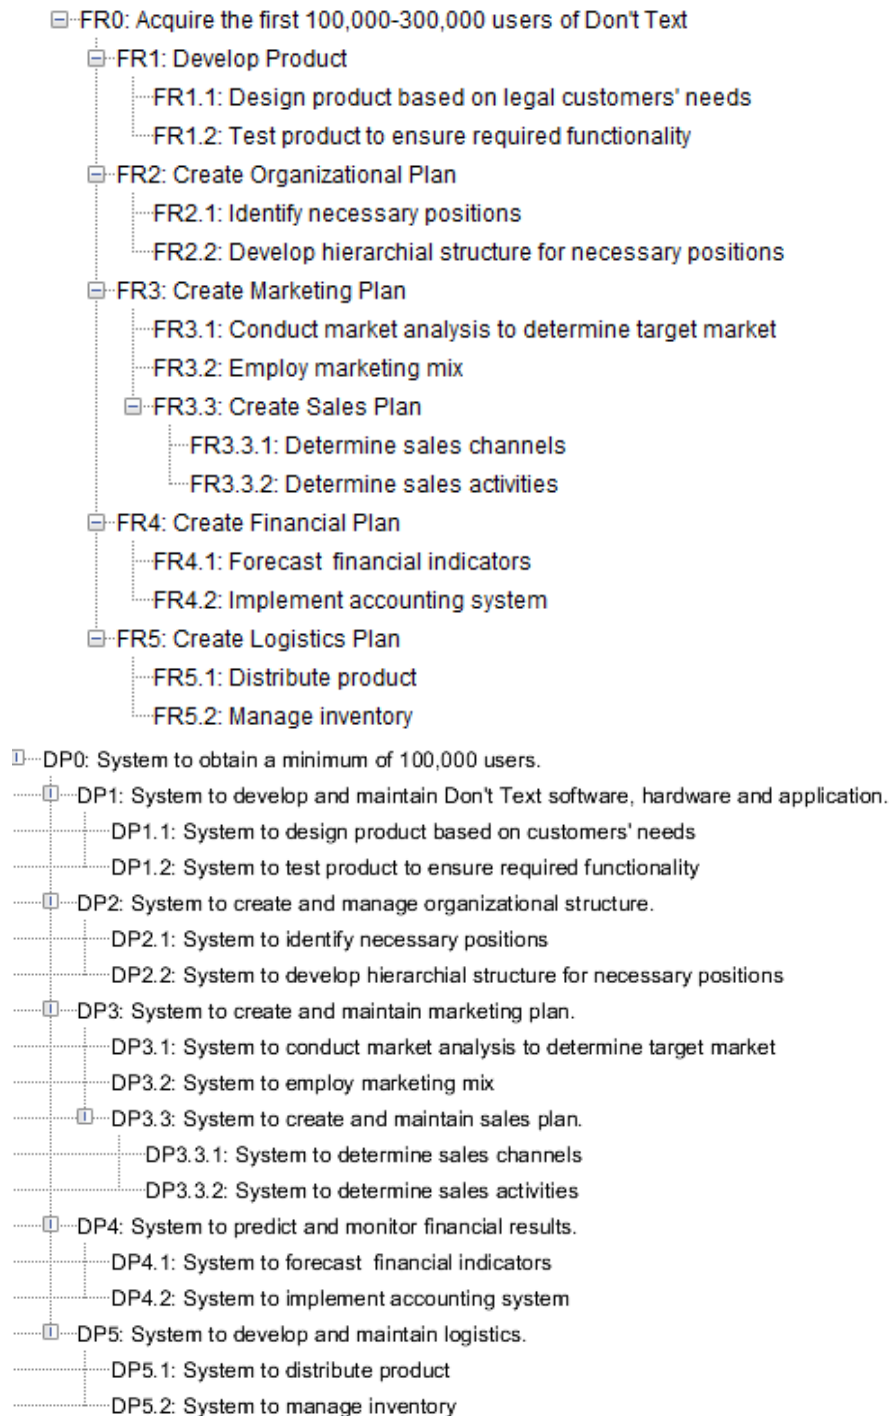 FR0: Acquire the first 100,000-300,000 users of Don't Text
FR1: Develop Product
FR1.1: Design product based on legal customers' needs
FR1.2: Test product to ensure required functionality
FR2: Create Organizational Plan
FR2.1: Identify necessary positions
FR2.2: Develop hierarchial structure for necessary positions
FR3: Create Marketing Plan
FR3.1: Conduct market analysis to determine target market
FR3.2: Employ marketing mix
FR3.3: Create Sales Plan
FR3.3.1: Determine sales channels
FR3.3.2: Determine sales activities
FR4: Create Financial Plan
FR4.1: Forecast  financial indicators
FR4.2: Implement accounting system
FR5: Create Logistics Plan
FR5.1: Distribute product
FR5.2: Manage inventory
DP0: System to obtain a minimum of 100,000 users.
DP1: System to develop and maintain Don't Text software, hardware and application.
DP1.1: System to design product based on customers' needs
DP1.2: System to test product to ensure required functionality
DP2: System to create and manage organizational structure.
DP2.1: System to identify necessary positions
DP2.2: System to develop hierarchial structure for necessary positions
DP3: System to create and maintain marketing plan.
DP3.1: System to conduct market analysis to determine target market
DP3.2: System to employ marketing mix
DP3.3: System to create and maintain sales plan.
DP3.3.1: System to determine sales channels
DP3.3.2: System to determine sales activities
DP4: System to predict and monitor financial results.
DP4.1: System to forecast  financial indicators
DP4.2: System to implement accounting system
DP5: System to develop and maintain logistics.
DP5.1: System to distribute product
DP5.2: System to manage inventory